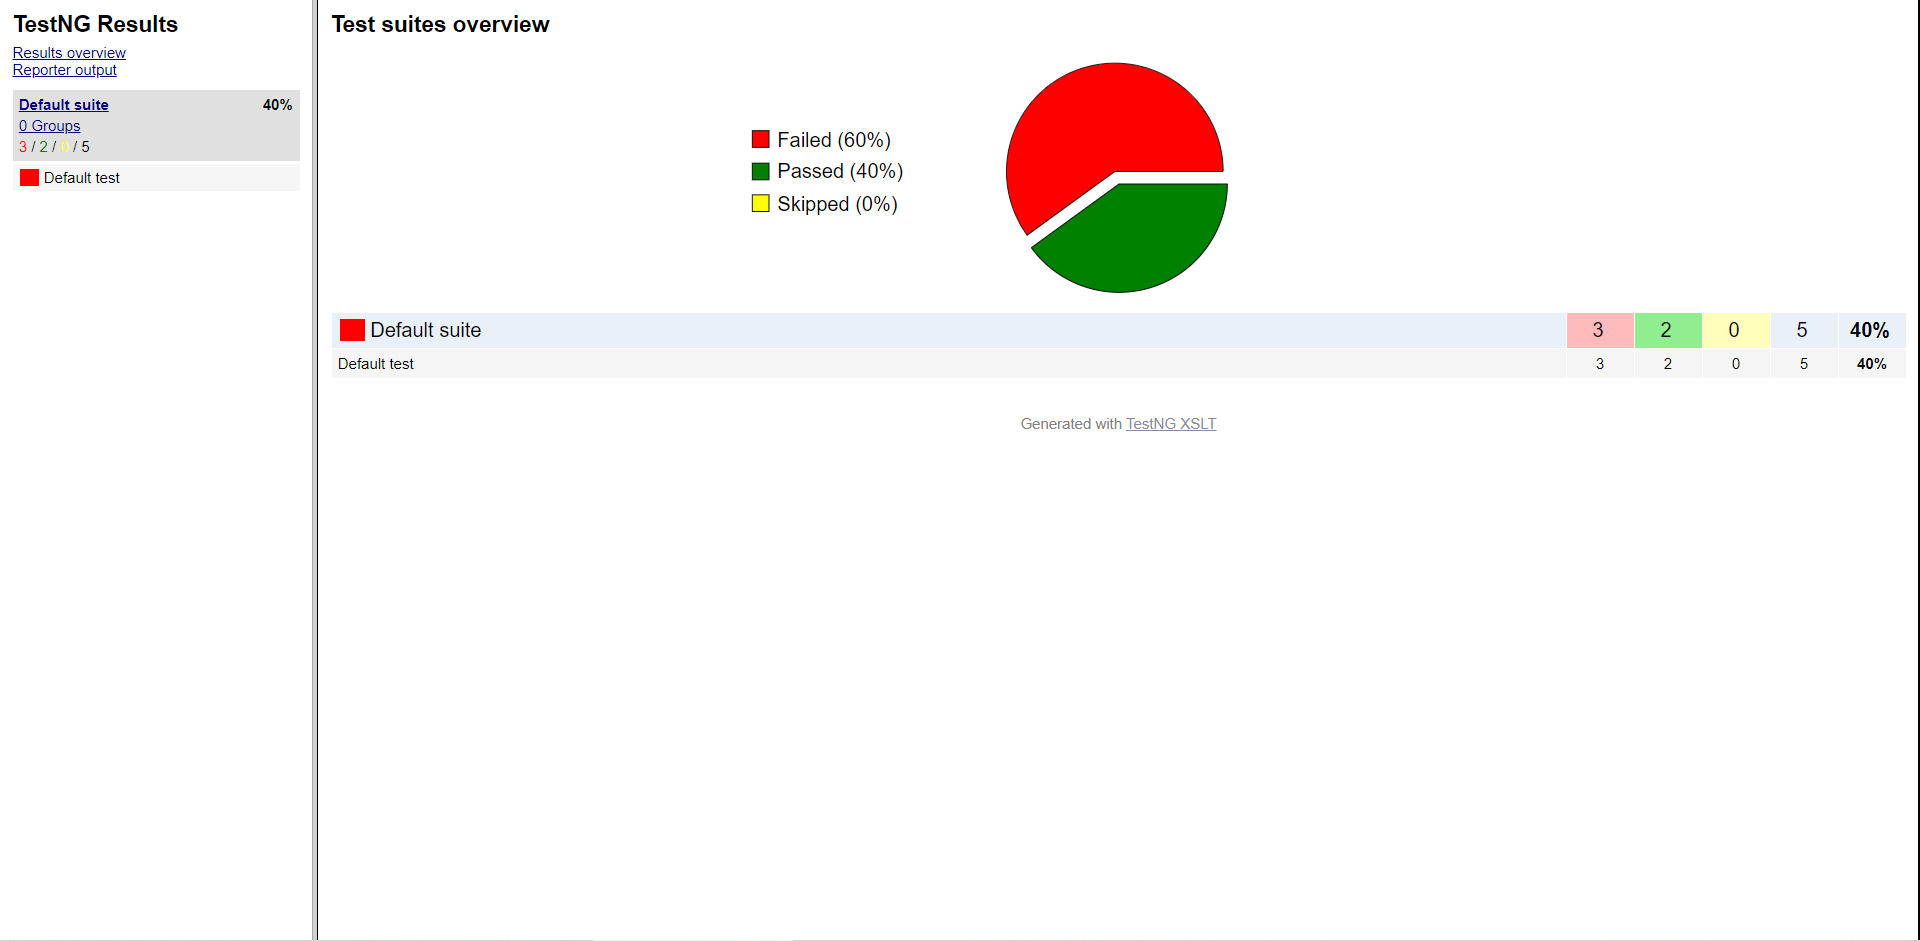 TestNG Results
Results overview
Reporter output
Default suite 40%
0 Groups
3 / 2 / 0 / 5
Default test
Test suites overview
Failed (60%)
Passed (40%)
Skipped (0%)
Default suite 3 2 0 5 40%
Default test 3 2 0 5 40%
Generated with TestNG XSLT